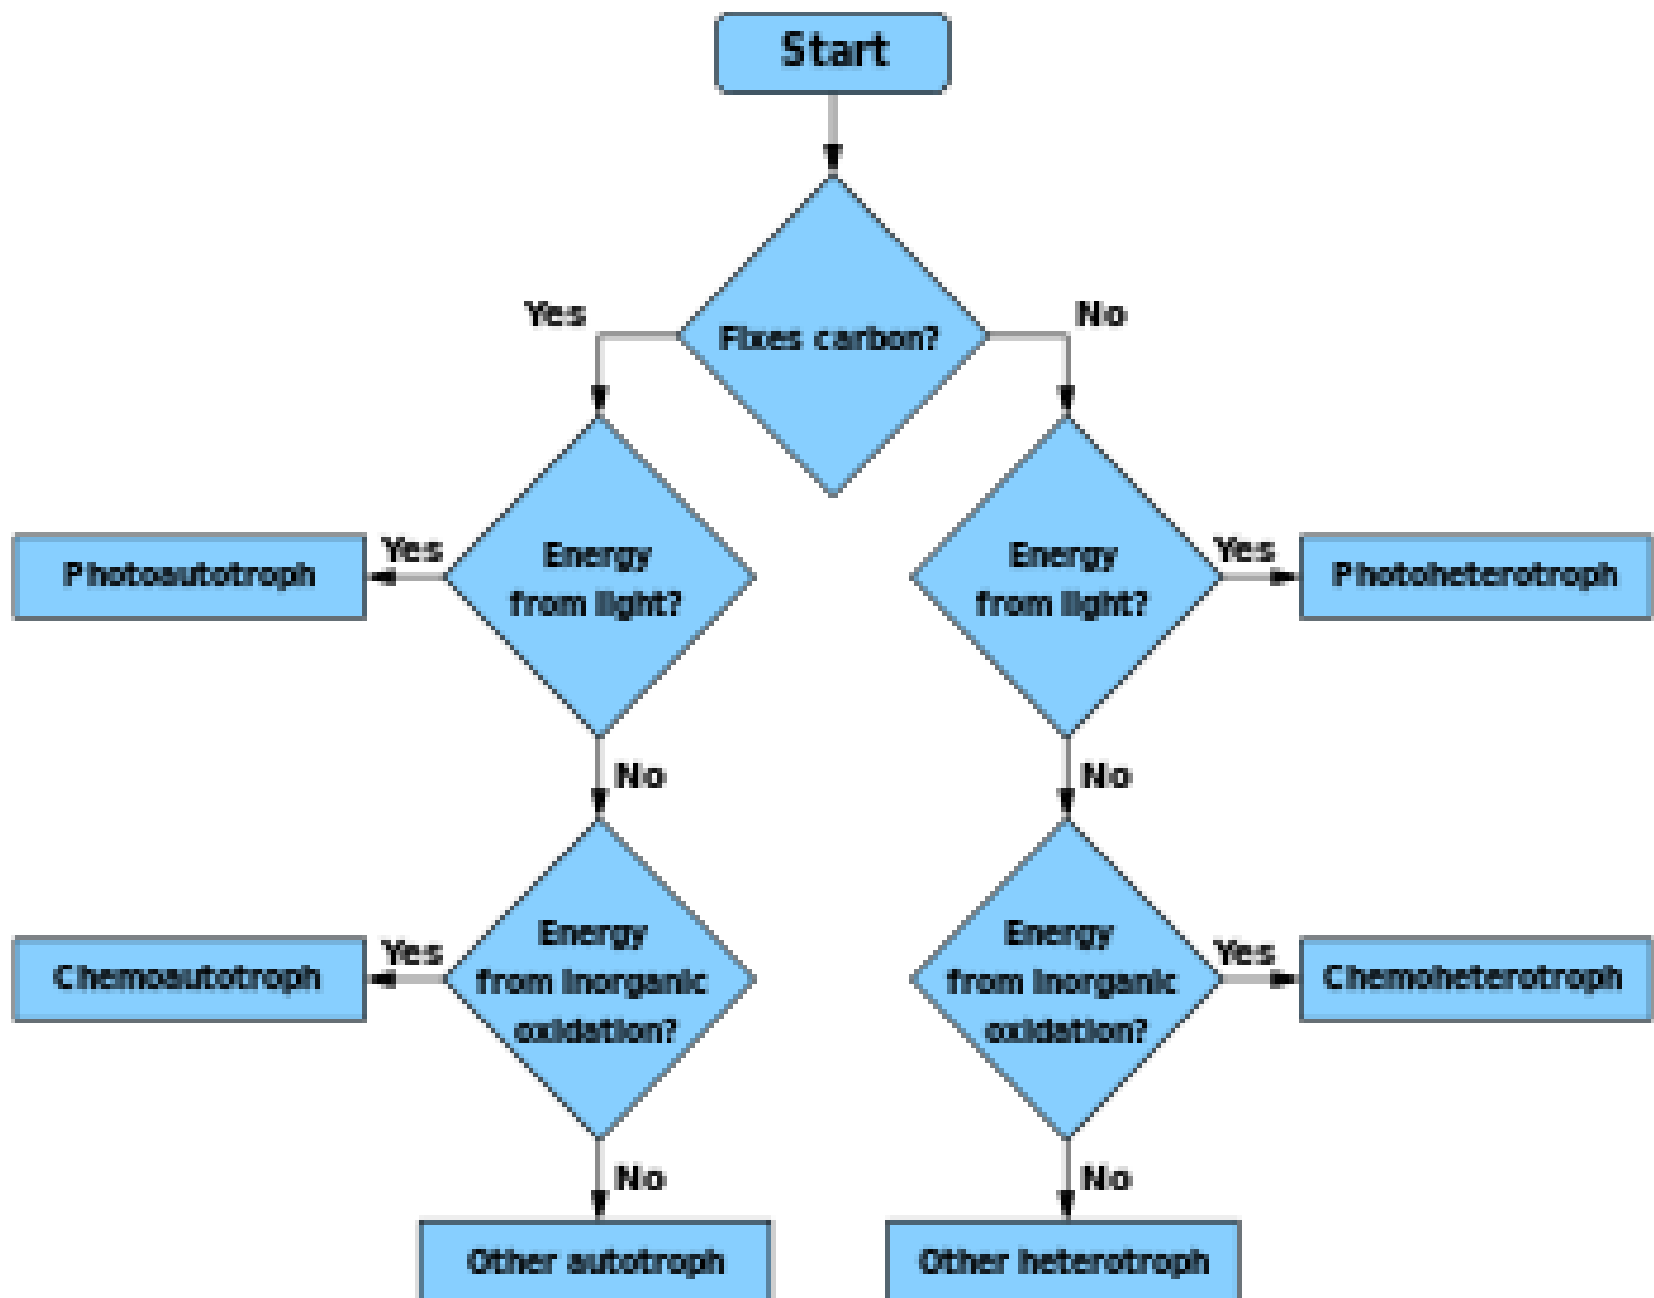 Start
Yes
No
Fixes carbon?
Yes
Energy
from light?
Energy
from light?
Yes
Photoautotroph
Photoheterotroph
No
No
Yes
Energy
from inorganic
oxidation?
Energy
from inorganic
oxidation?
Yes
Chemoautotroph
Chemoheterotroph
No
No
Other autotroph
Other heterotroph